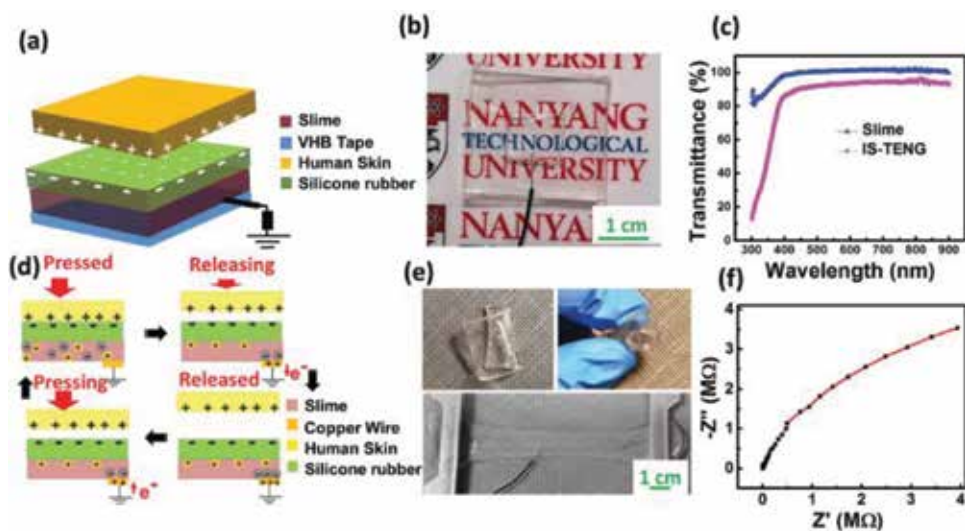 (a)
Slime
VHB Tape
Human Skin
Silicone rubber
(b)
UNIVERSITY
NANYANG
TECHNOLOGICAL
UNIVERSITY
NANYA
1 cm
(c)
Transmittance (%)
100
80
60
40
20
0
Slime
IS-TENG
300 400 500 600 700 800 900
Wavelength (nm)
(d)
Pressed
Releasing
e⁻
Pressing
Released
e⁻
Slime
Copper Wire
Human Skin
Silicone rubber
(e)
1 cm
(f)
-Z'' (MΩ)
4
3
2
1
0
0 1 2 3 4
Z' (MΩ)